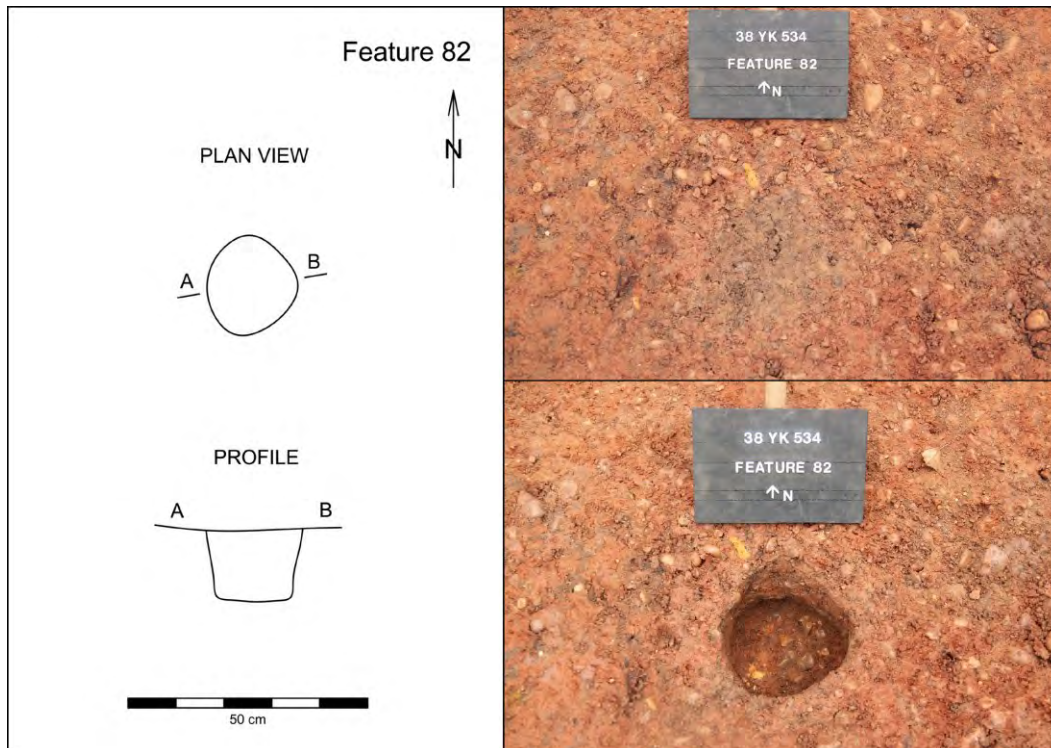 Feature 82
N
PLAN VIEW
A
B
PROFILE
A
B
50 cm
38 YK 534
FEATURE 82
↑N
38 YK 534
FEATURE 82
↑N